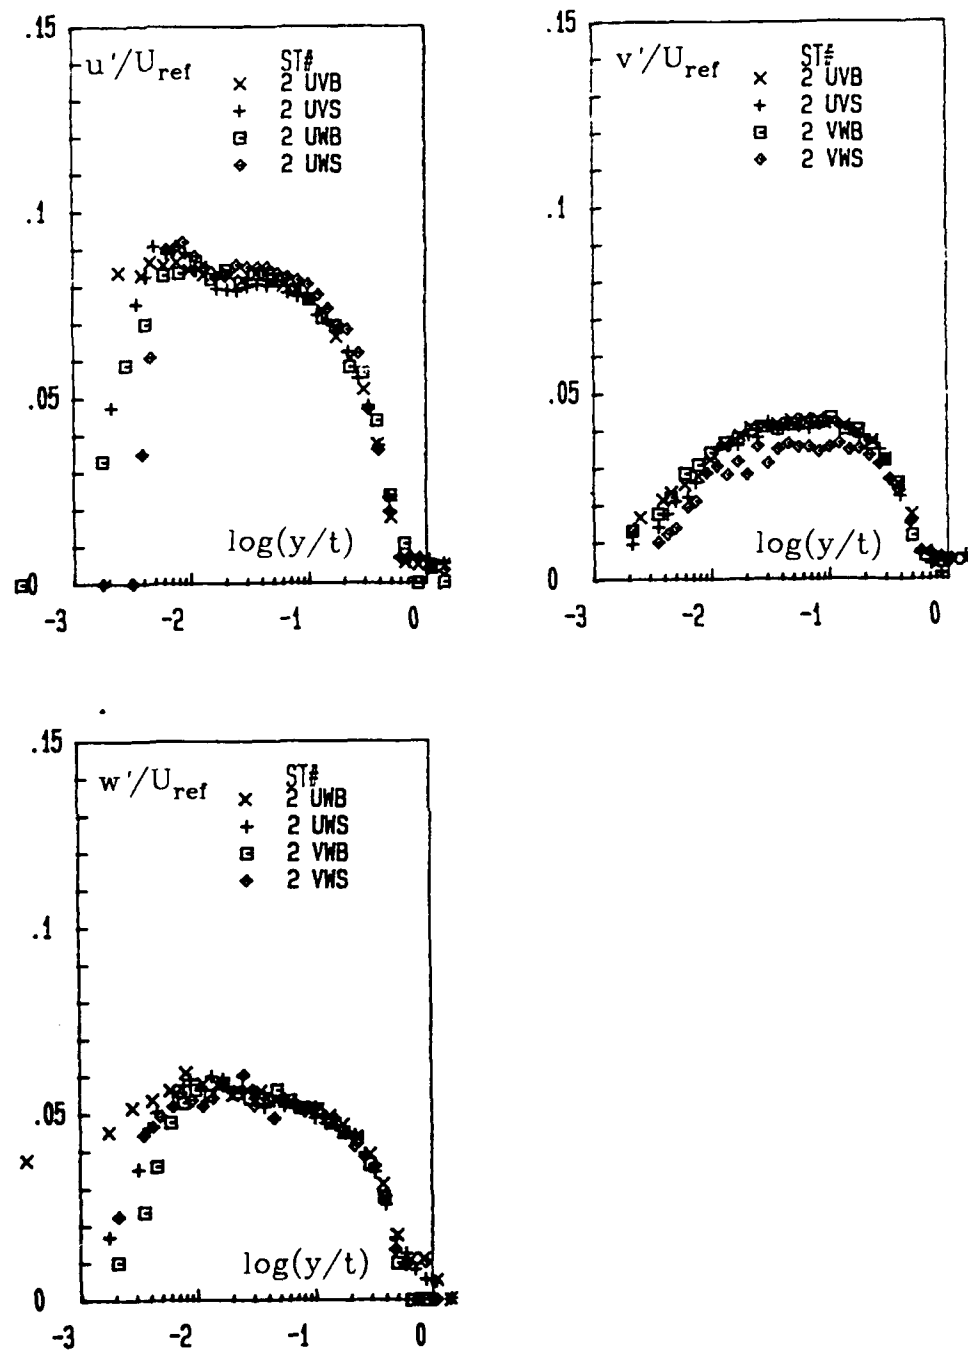 .15
u'/U_ref
ST#
2 UVB
2 UVS
2 UWB
2 UWS
.1
.05
log(y/t)
0
-3 -2 -1 0
.15
v'/U_ref
ST#
2 UVB
2 UVS
2 VWB
2 VWS
.1
.05
log(y/t)
0
-3 -2 -1 0
.15
w'/U_ref
ST#
2 UWB
2 UWS
2 VWB
2 VWS
.1
.05
log(y/t)
0
-3 -2 -1 0